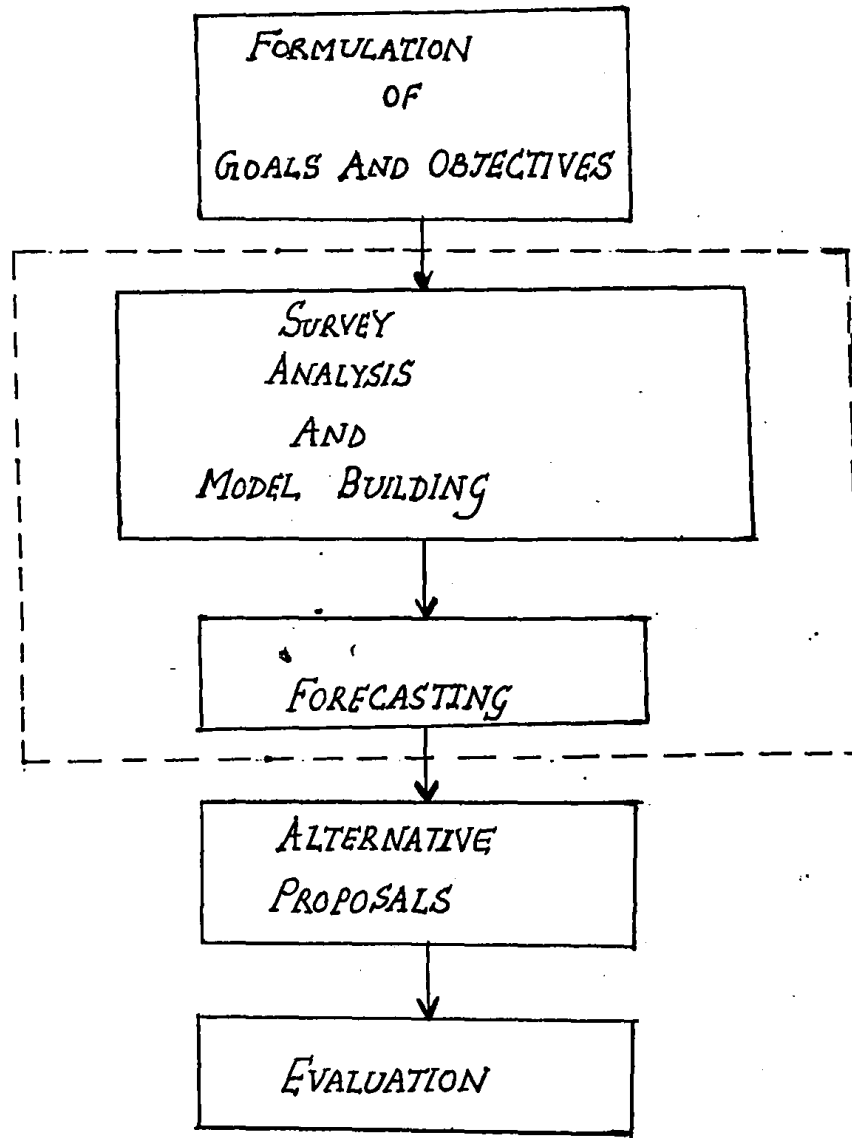 FORMULATION
OF
GOALS AND OBJECTIVES
SURVEY
ANALYSIS
AND
MODEL BUILDING
FORECASTING
ALTERNATIVE
PROPOSALS
EVALUATION